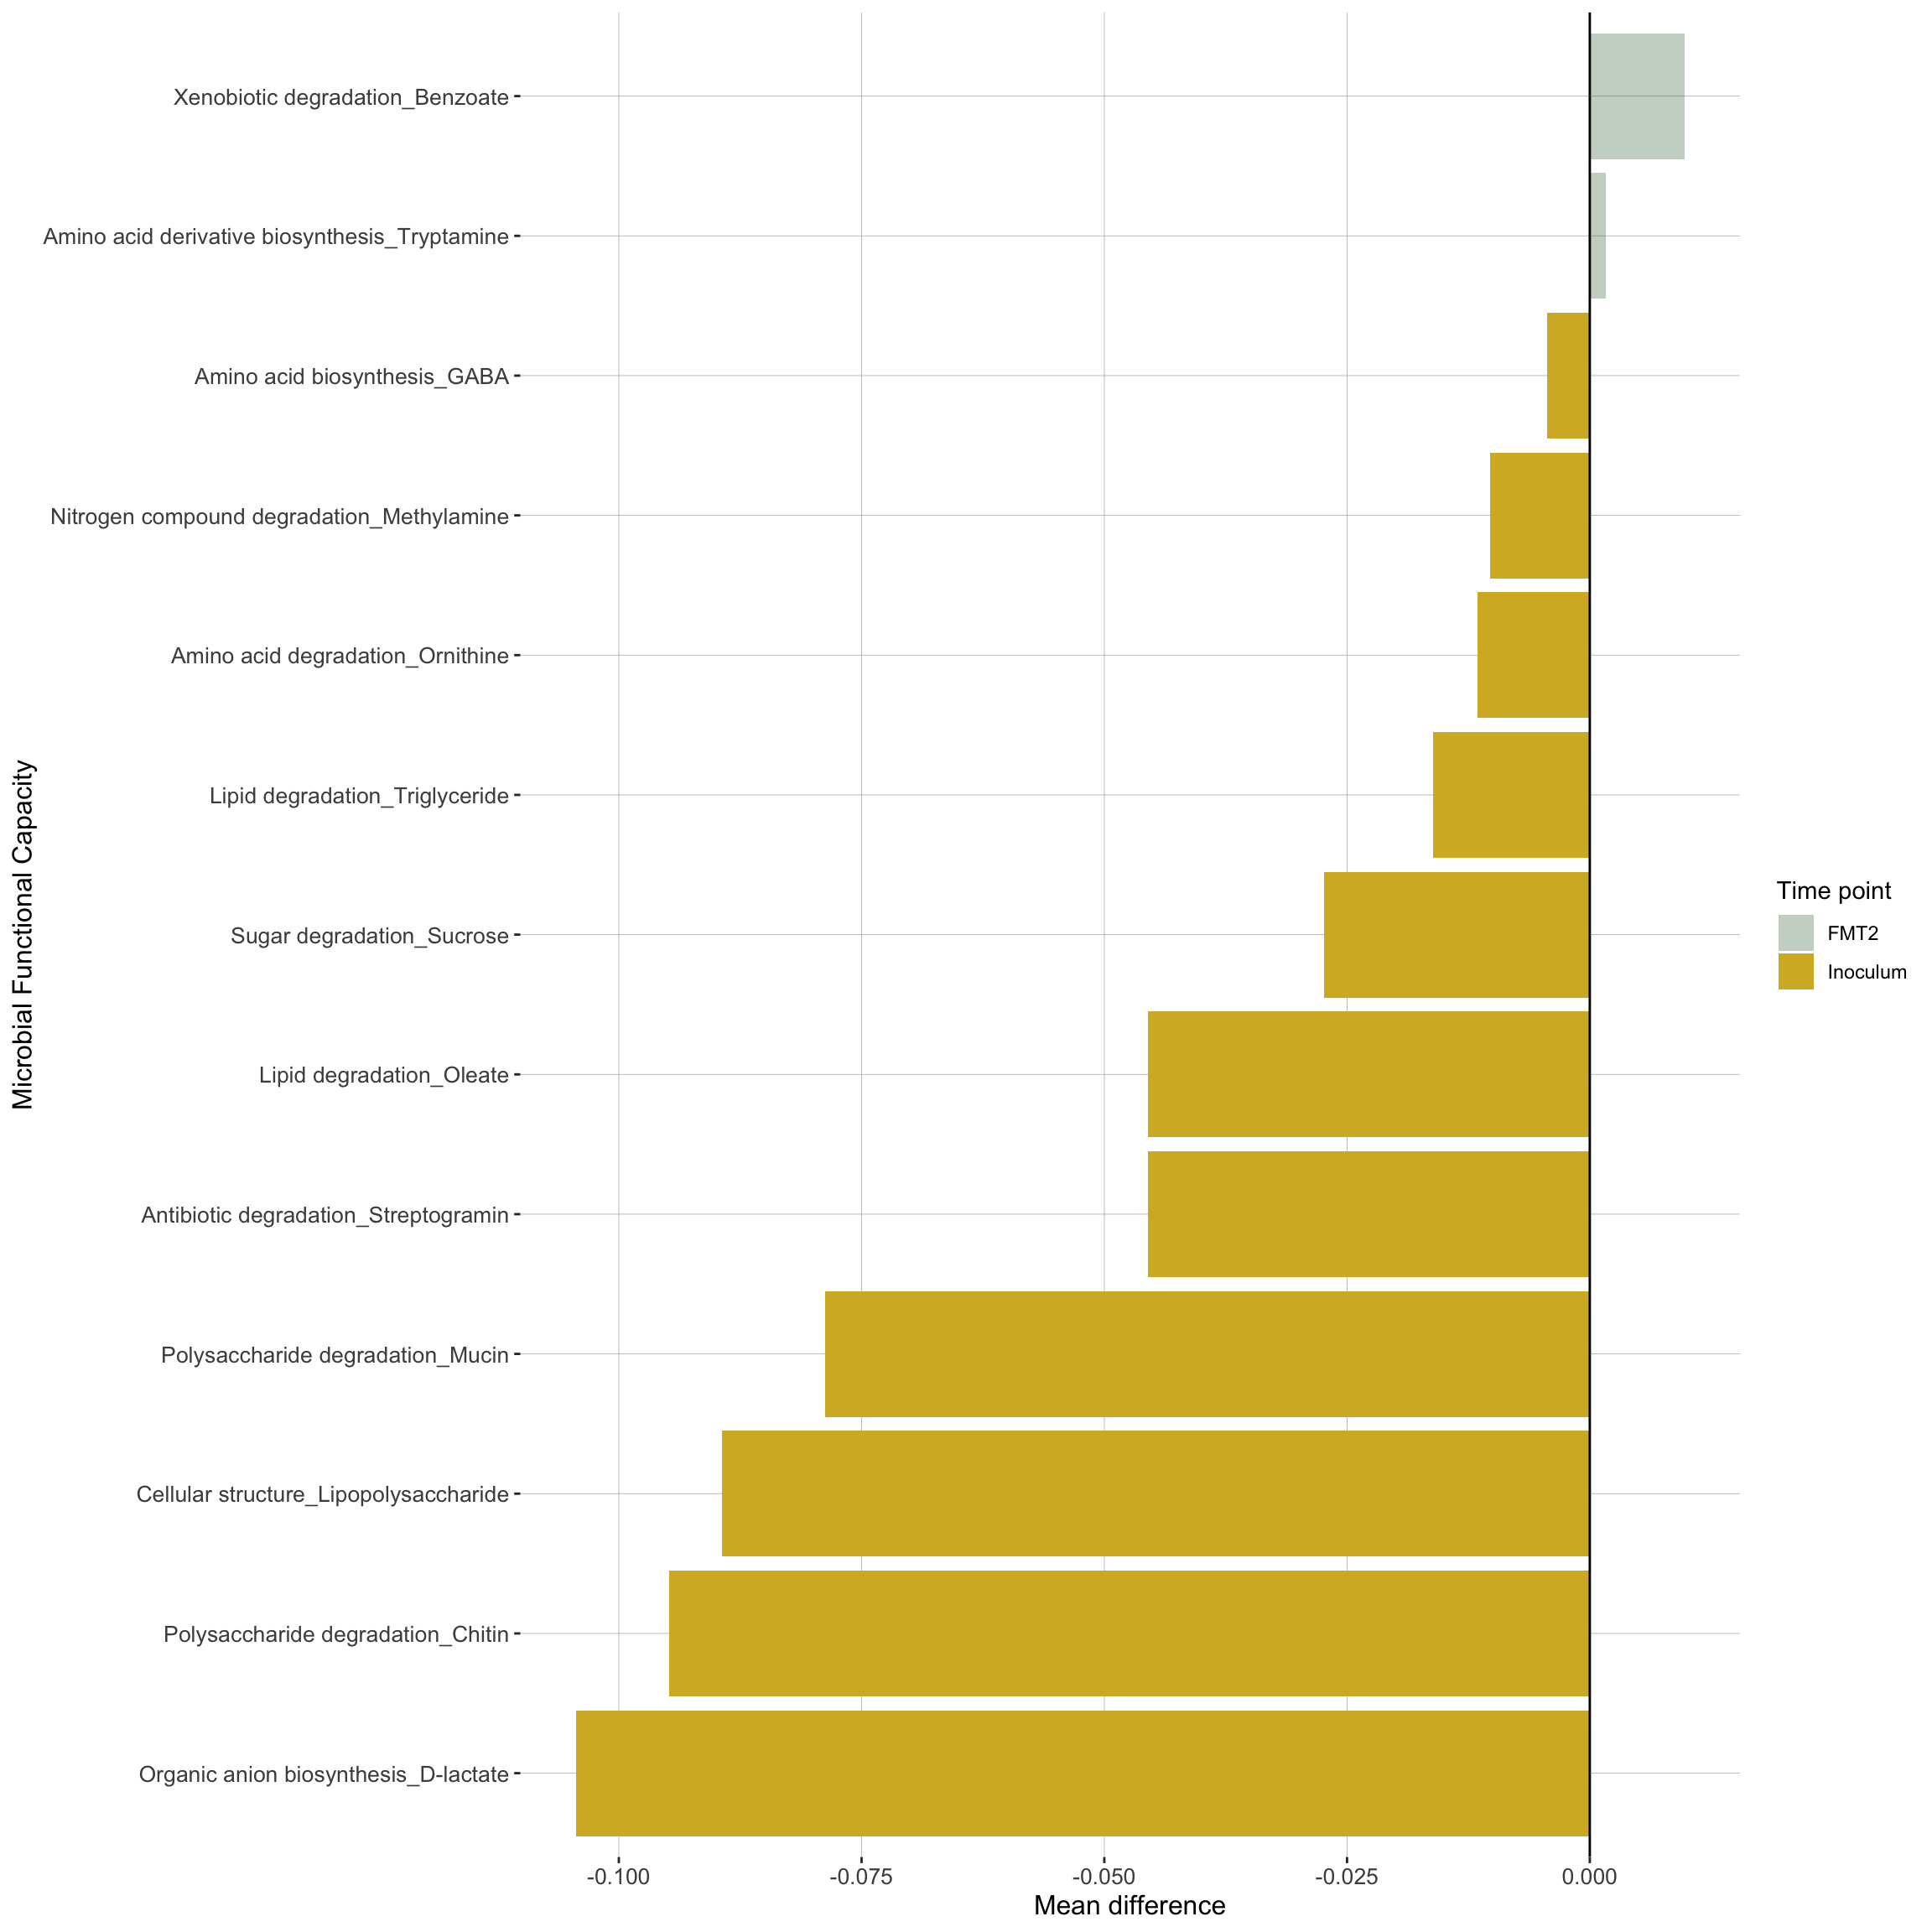 Xenobiotic degradation_Benzoate
Amino acid derivative biosynthesis_Tryptamine
Amino acid biosynthesis_GABA
Nitrogen compound degradation_Methylamine
Amino acid degradation_Ornithine
Lipid degradation_Triglyceride
Sugar degradation_Sucrose
Lipid degradation_Oleate
Antibiotic degradation_Streptogramin
Polysaccharide degradation_Mucin
Cellular structure_Lipopolysaccharide
Polysaccharide degradation_Chitin
Organic anion biosynthesis_D-lactate
Microbial Functional Capacity
-0.100 -0.075 -0.050 -0.025 0.000
Mean difference
Time point
FMT2
Inoculum